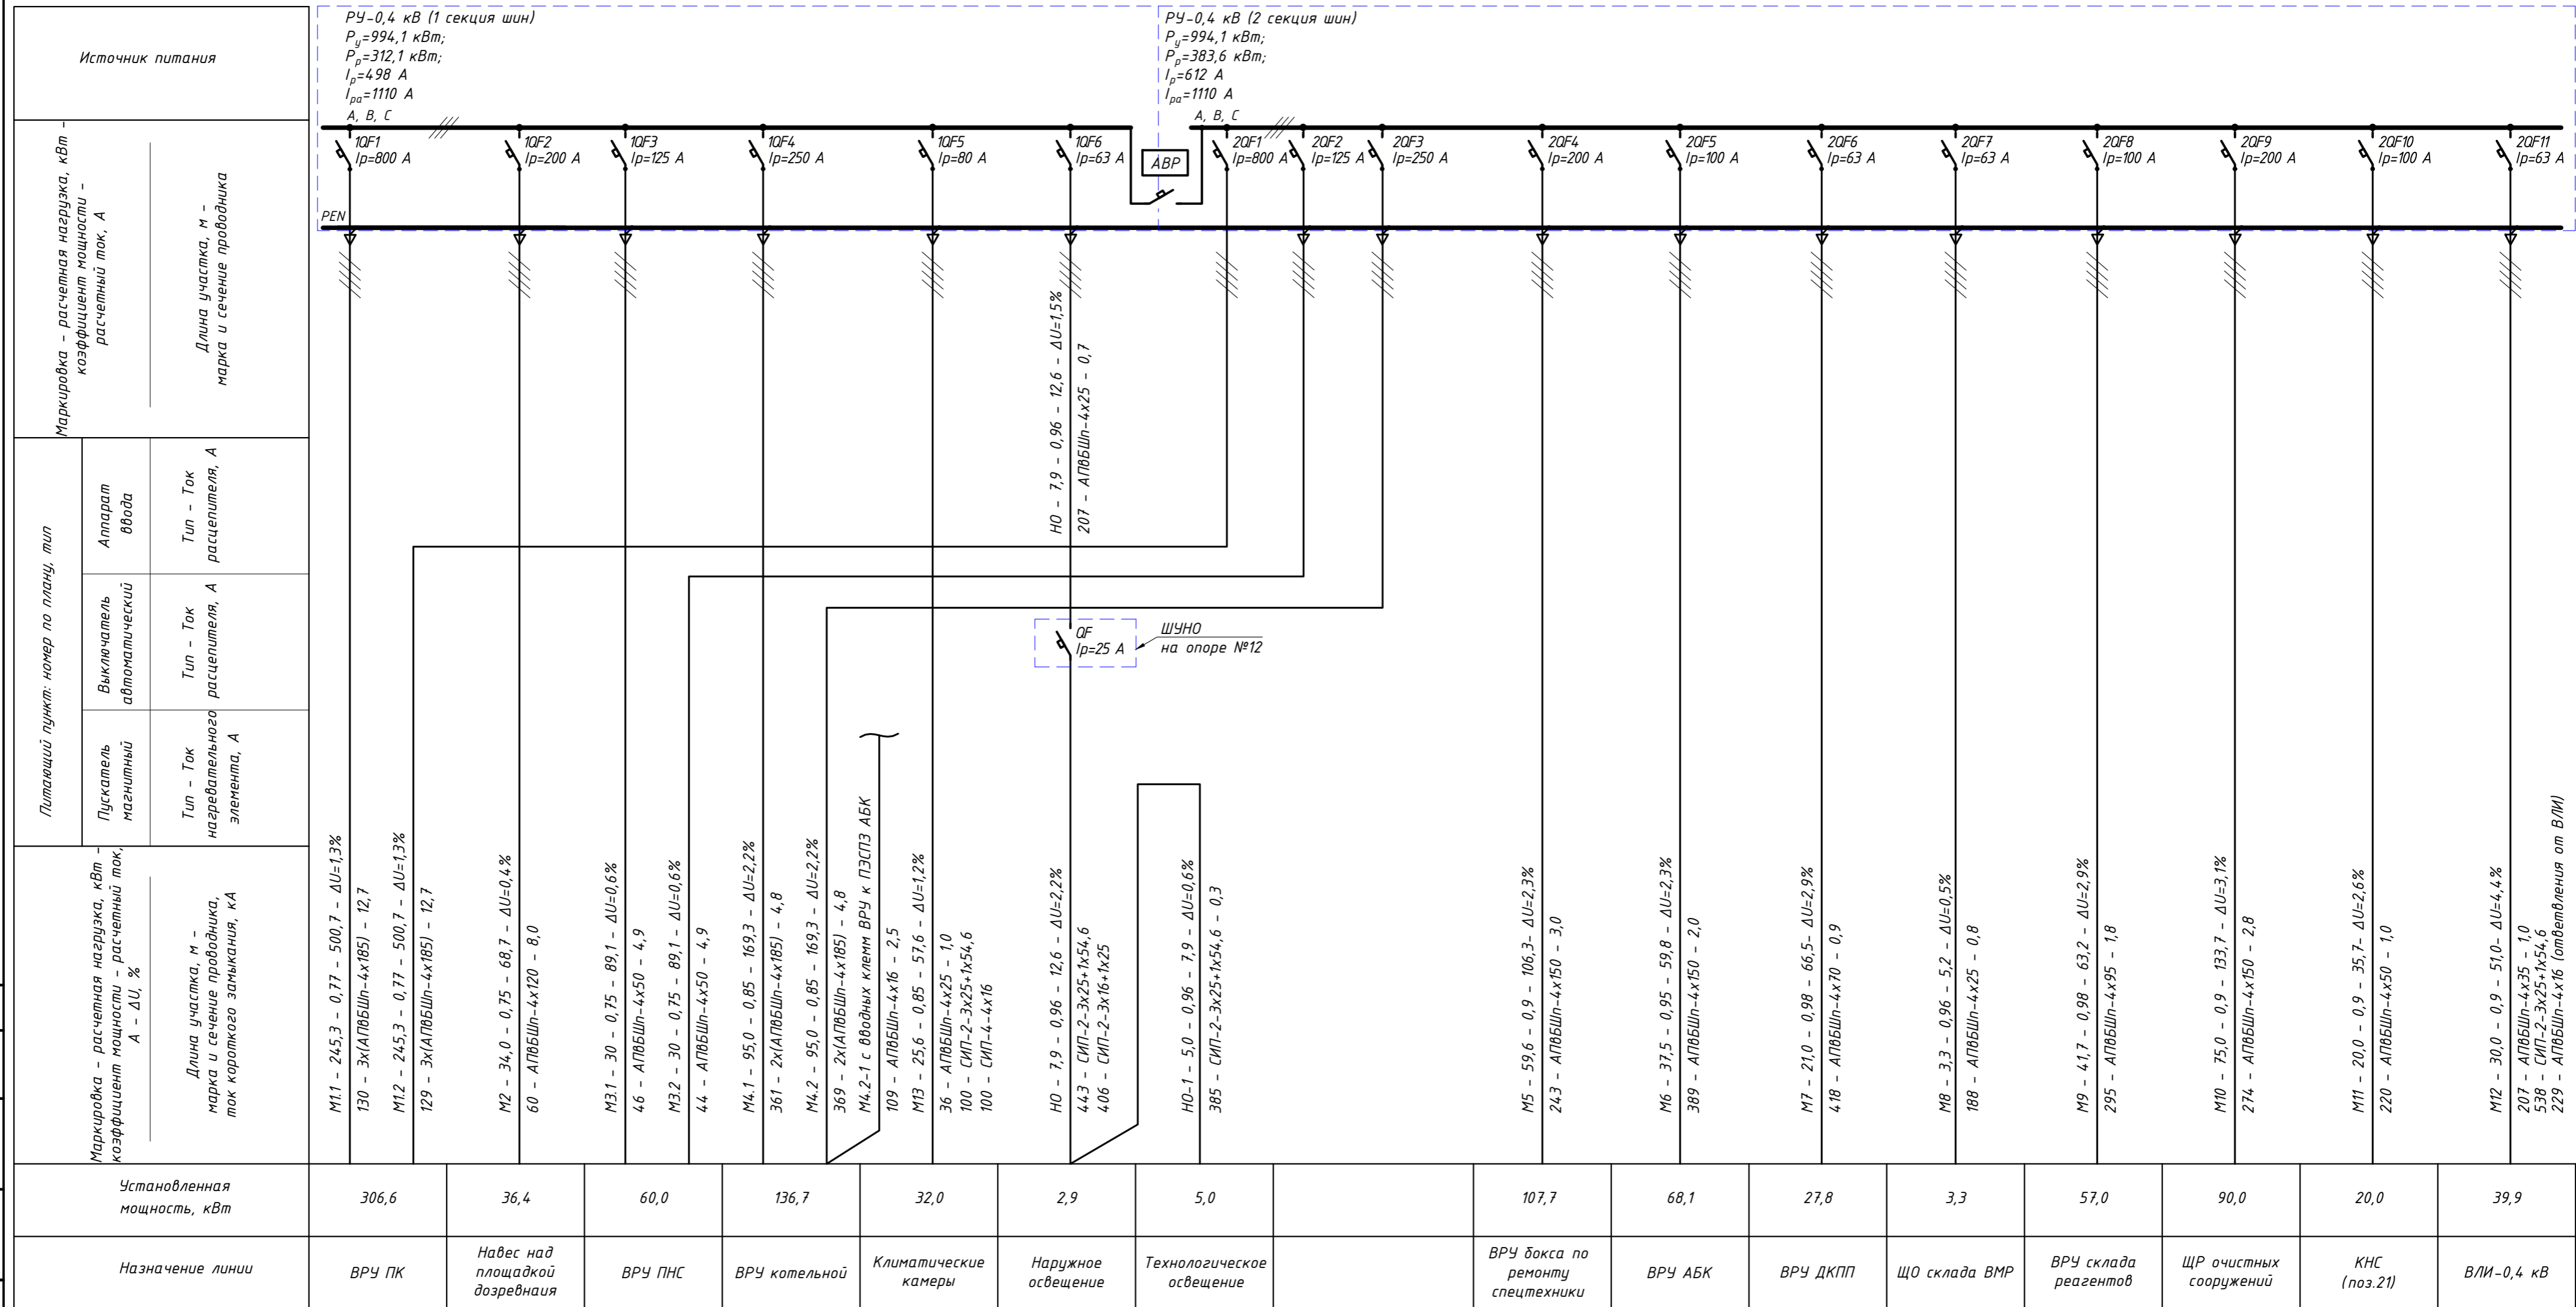 Источник питания
РУ-0,4 кВ (1 секция шин)
Ру=994,1 кВт;
Рр=312,1 кВт;
Iр=498 А
Iра=1110 А
А, В, С
РУ-0,4 кВ (2 секция шин)
Ру=994,1 кВт;
Рр=383,6 кВт;
Iр=612 А
Iра=1110 А
А, В, С
1QF1
Iр=800 А
1QF2
Iр=200 А
1QF3
Iр=125 А
1QF4
Iр=250 А
1QF5
Iр=80 А
1QF6
Iр=63 А
АВР
2QF1
Iр=800 А
2QF2
Iр=125 А
2QF3
Iр=250 А
2QF4
Iр=200 А
2QF5
Iр=100 А
2QF6
Iр=63 А
2QF7
Iр=63 А
2QF8
Iр=100 А
2QF9
Iр=200 А
2QF10
Iр=100 А
2QF11
Iр=63 А
PEN
Маркировка - расчетная нагрузка, кВт -
коэффициент мощности -
расчетный ток, А
Длина участка, м -
марка и сечение проводника
Питающий пункт: номер по плану, тип
Аппарат
ввода
Тип - Ток
расцепителя, А
Выключатель
автоматический
Тип - Ток
расцепителя, А
Пускатель
магнитный
Тип - Ток
нагревательного
элемента, А
Маркировка - расчетная нагрузка, кВт -
коэффициент мощности - расчетный ток,
А - ΔU, %
Длина участка, м -
марка и сечение проводника,
ток короткого замыкания, кА
НО - 7,9 - 0,96 - 12,6 - ΔU=1,5%
207 - АПвБШп-4х25 - 0,7
QF
Iр=25 А
ШУНО
на опоре №12
М1.1 - 245,3 - 0,77 - 500,7 - ΔU=1,3%
130 - 3х(АПвБШп-4х185) - 12,7
М1.2 - 245,3 - 0,77 - 500,7 - ΔU=1,3%
129 - 3х(АПвБШп-4х185) - 12,7
М2 - 34,0 - 0,75 - 68,7 - ΔU=0,4%
60 - АПвБШп-4х120 - 8,0
М3.1 - 30 - 0,75 - 89,1 - ΔU=0,6%
46 - АПвБШп-4х50 - 4,9
М3.2 - 30 - 0,75 - 89,1 - ΔU=0,6%
44 - АПвБШп-4х50 - 4,9
М4.1 - 95,0 - 0,85 - 169,3 - ΔU=2,2%
361 - 2х(АПвБШп-4х185) - 4,8
М4.2 - 95,0 - 0,85 - 169,3 - ΔU=2,2%
369 - 2х(АПвБШп-4х185) - 4,8
М4.2-1 с вводных клемм ВРУ к ПЭСПЗ АБК
109 - АПвБШп-4х16 - 2,5
М13 - 25,6 - 0,85 - 57,6 - ΔU=1,2%
36 - АПвБШп-4х25 - 1,0
100 - СИП-2-3х25+1х54,6
100 - СИП-4-4х16
НО - 7,9 - 0,96 - 12,6 - ΔU=2,2%
443 - СИП-2-3х25+1х54,6
406 - СИП-2-3х16+1х25
НО-1 - 5,0 - 0,96 - 7,9 - ΔU=0,6%
385 - СИП-2-3х25+1х54,6 - 0,3
М5 - 59,6 - 0,9 - 106,3- ΔU=2,3%
243 - АПвБШп-4х150 - 3,0
М6 - 37,5 - 0,95 - 59,8 - ΔU=2,3%
389 - АПвБШп-4х150 - 2,0
М7 - 21,0 - 0,98 - 66,5- ΔU=2,9%
418 - АПвБШп-4х70 - 0,9
М8 - 3,3 - 0,96 - 5,2 - ΔU=0,5%
188 - АПвБШп-4х25 - 0,8
М9 - 41,7 - 0,98 - 63,2 - ΔU=2,9%
295 - АПвБШп-4х95 - 1,8
М10 - 75,0 - 0,9 - 133,7 - ΔU=3,1%
274 - АПвБШп-4х150 - 2,8
М11 - 20,0 - 0,9 - 35,7- ΔU=2,6%
220 - АПвБШп-4х50 - 1,0
М12 - 30,0 - 0,9 - 51,0- ΔU=4,4%
207 - АПвБШп-4х35 - 1,0
538 - СИП-2-3х25+1х54,6
229 - АПвБШп-4х16 (ответвления от ВЛИ)
Установленная
мощность, кВт
306,6
36,4
60,0
136,7
32,0
2,9
5,0
107,7
68,1
27,8
3,3
57,0
90,0
20,0
39,9
Назначение линии
ВРУ ПК
Навес над
площадкой
дозревнаия
ВРУ ПНС
ВРУ котельной
Климатические
камеры
Наружное
освещение
Технологическое
освещение
ВРУ бокса по
ремонту
спецтехники
ВРУ АБК
ВРУ ДКПП
ЩО склада ВМР
ВРУ склада
реагентов
ЩР очистных
сооружений
КНС
(поз.21)
ВЛИ-0,4 кВ